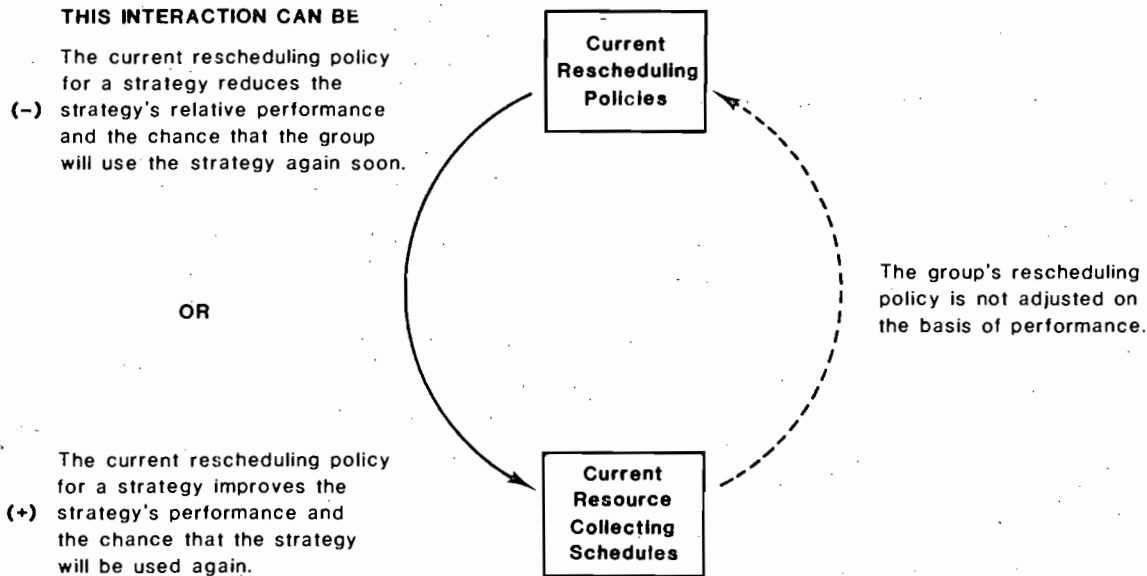 THIS INTERACTION CAN BE
The current rescheduling policy
for a strategy reduces the
(-) strategy's relative performance
and the chance that the group
will use the strategy again soon.
OR
The current rescheduling policy
for a strategy improves the
(+) strategy's performance and
the chance that the strategy
will be used again.
Current
Rescheduling
Policies
The group's rescheduling
policy is not adjusted on
the basis of performance.
Current
Resource
Collecting
Schedules